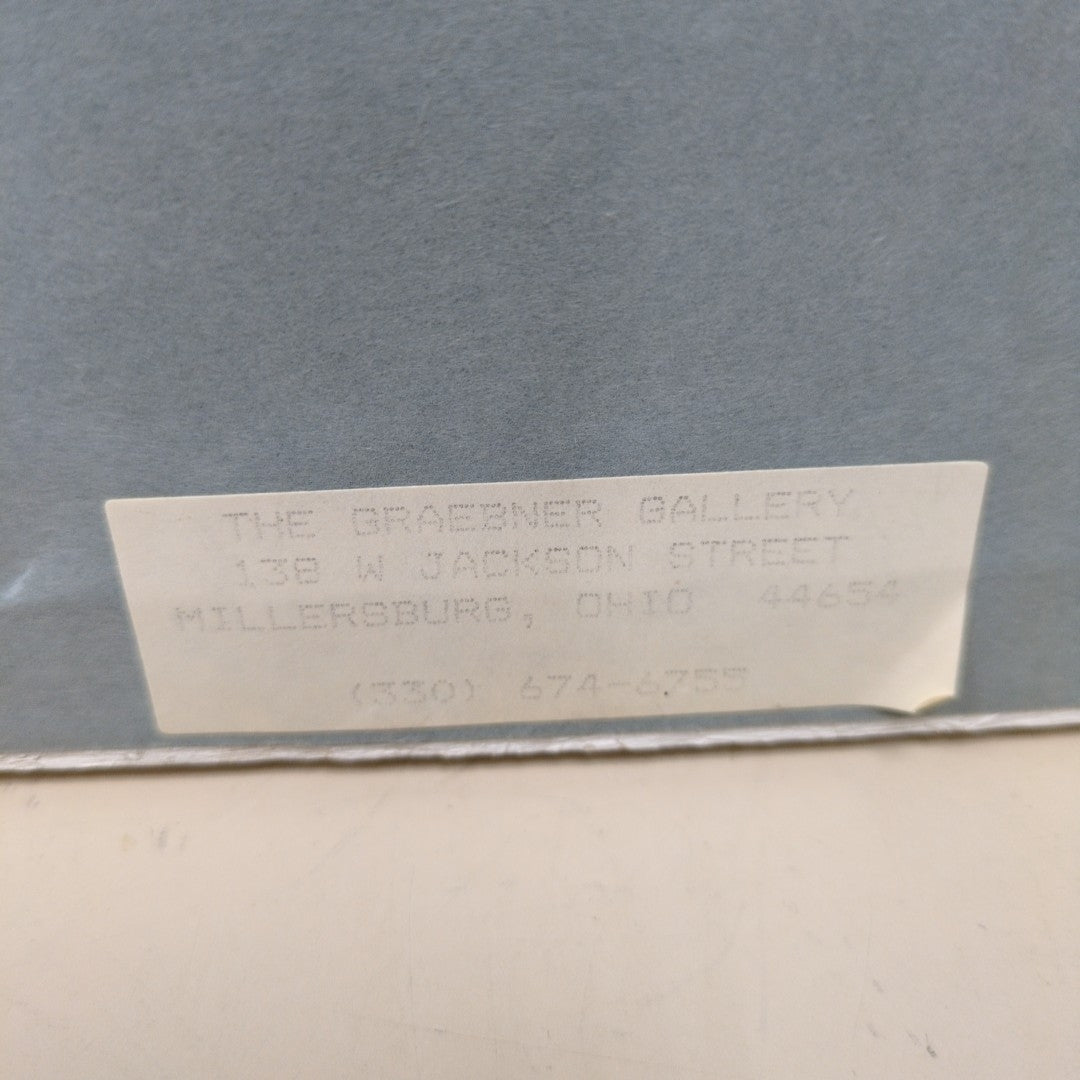 THE GRAEBNER GALLERY
138 W JACKSON STREET
MILLERSBURG, OHIO 44654
(330) 674-6755